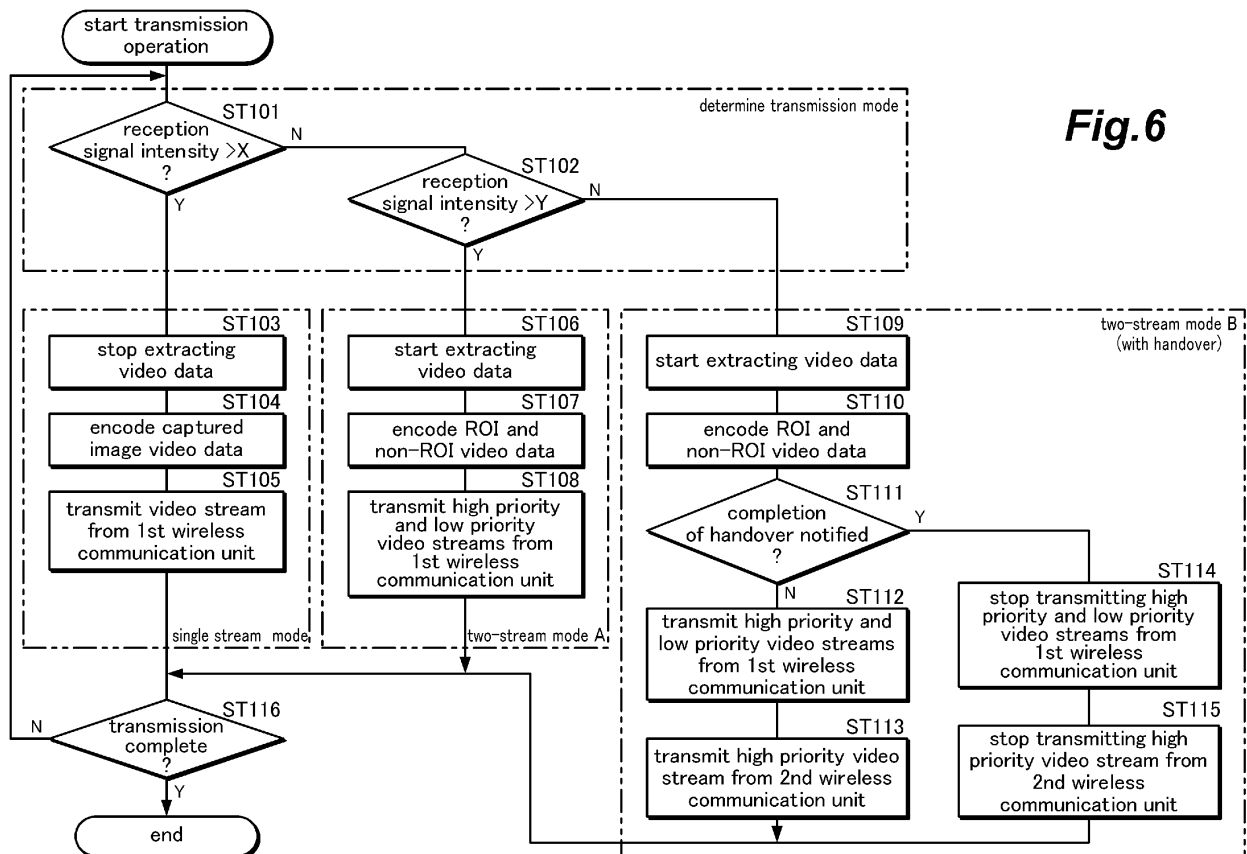 start transmission
operation
determine transmission mode
Fig.6
ST101
reception
signal intensity >X
?
N
Y
ST102
reception
signal intensity >Y
?
N
Y
ST103
stop extracting
video data
ST104
encode captured
image video data
ST105
transmit video stream
from 1st wireless
communication unit
single stream mode
ST106
start extracting
video data
ST107
encode ROI and
non-ROI video data
ST108
transmit high priority
and low priority
video streams from
1st wireless
communication unit
two-stream mode A
two-stream mode B
(with handover)
ST109
start extracting video data
ST110
encode ROI and
non-ROI video data
ST111
completion
of handover notified
?
Y
N
ST112
transmit high priority and
low priority video streams
from 1st wireless
communication unit
ST113
transmit high priority video
stream from 2nd wireless
communication unit
ST114
stop transmitting high
priority and low priority
video streams from
1st wireless
communication unit
ST115
stop transmitting high
priority video stream from
2nd wireless
communication unit
ST116
transmission
complete
?
N
Y
end